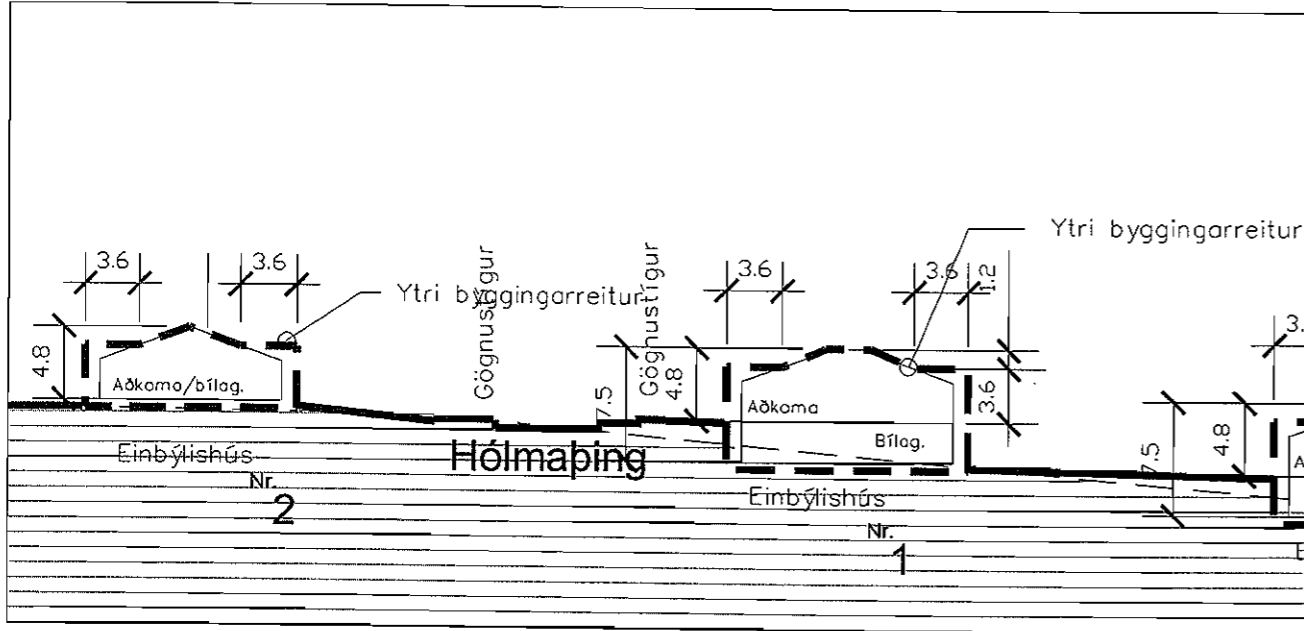 3.6
3.6
Ytri byggingarreitur
4.8
Aðkoma/bílag.
Einbýlishús
Nr.
2
Gögnustígur
Hólmaþing
Gögnustígur
7.5
4.8
3.6
3.6
1.2
Ytri byggingarreitur
Aðkoma
Bílag.
3.6
Einbýlishús
Nr.
1
3.
7.5
4.8
A
E